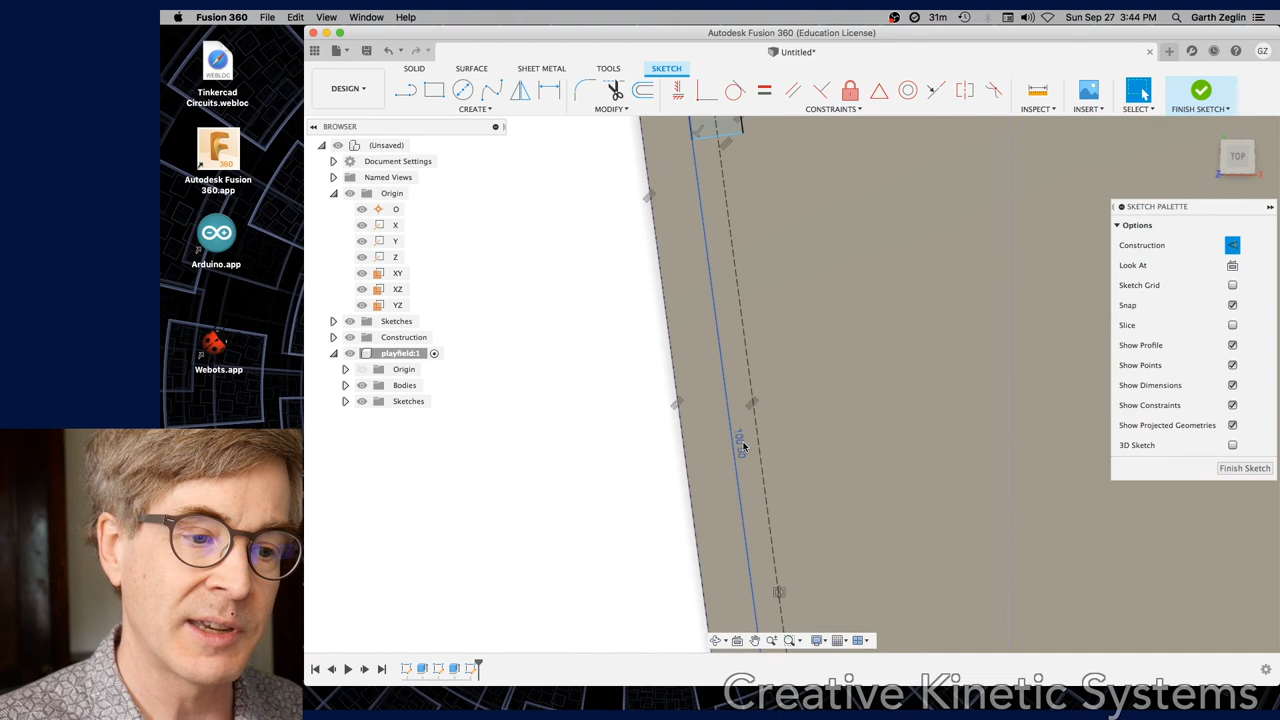 Fusion 360 File Edit View Window Help
31m Sun Sep 27 3:44 PM Garth Zeglin
Autodesk Fusion 360 (Education License)
Untitled*
GZ
SOLID SURFACE SHEET METAL TOOLS SKETCH
DESIGN
CREATE MODIFY CONSTRAINTS INSPECT INSERT SELECT FINISH SKETCH
BROWSER
(Unsaved)
Document Settings
Named Views
Origin
O
X
Y
Z
XY
XZ
YZ
Sketches
Construction
playfield:1
Origin
Bodies
Sketches
TOP
Z
X
SKETCH PALETTE
Options
Construction
Look At
Sketch Grid
Snap
Slice
Show Profile
Show Points
Show Dimensions
Show Constraints
Show Projected Geometries
3D Sketch
Finish Sketch
WEBLOC
Tinkercad
Circuits.webloc
360
Autodesk Fusion
360.app
Arduino.app
Webots.app
Creative Kinetic Systems